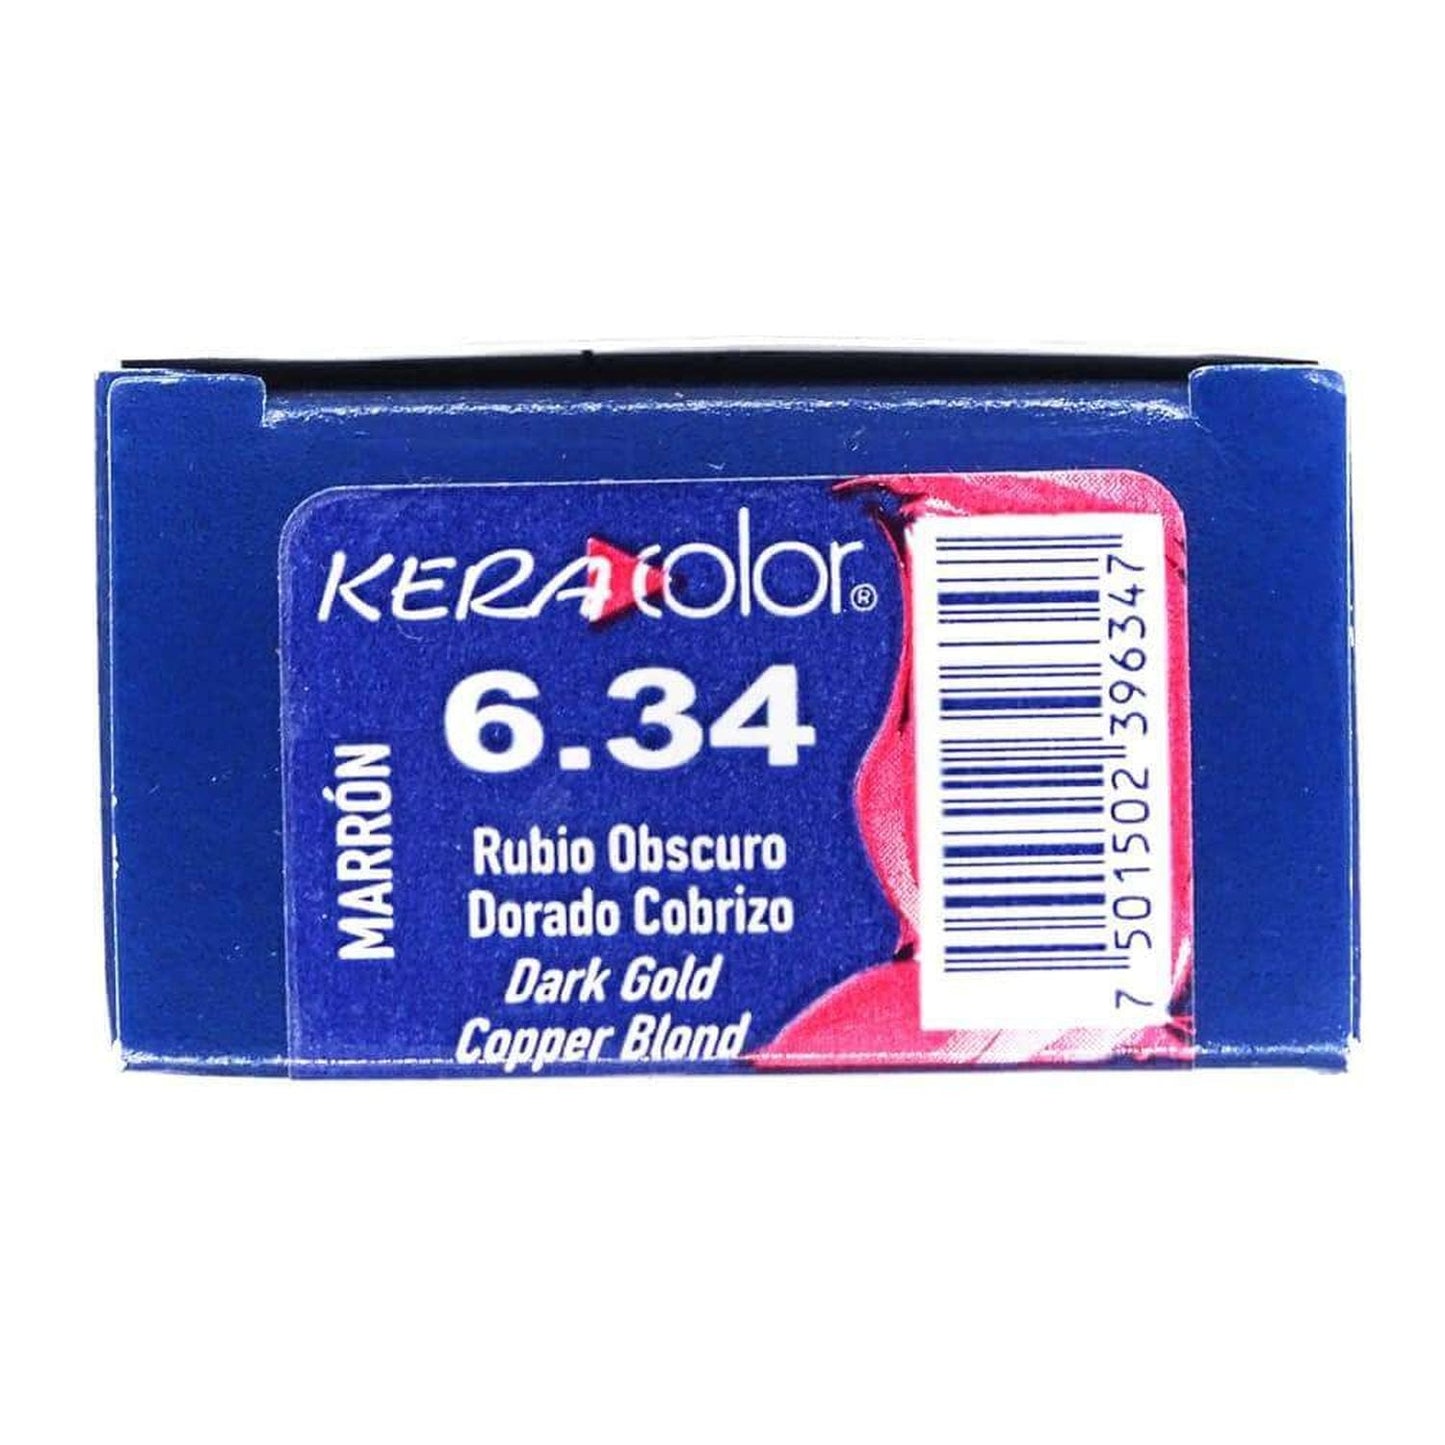 KERAcolor®
6.34
MARRÓN
Rubio Obscuro
Dorado Cobrizo
Dark Gold
Copper Blond
7 501502 396347